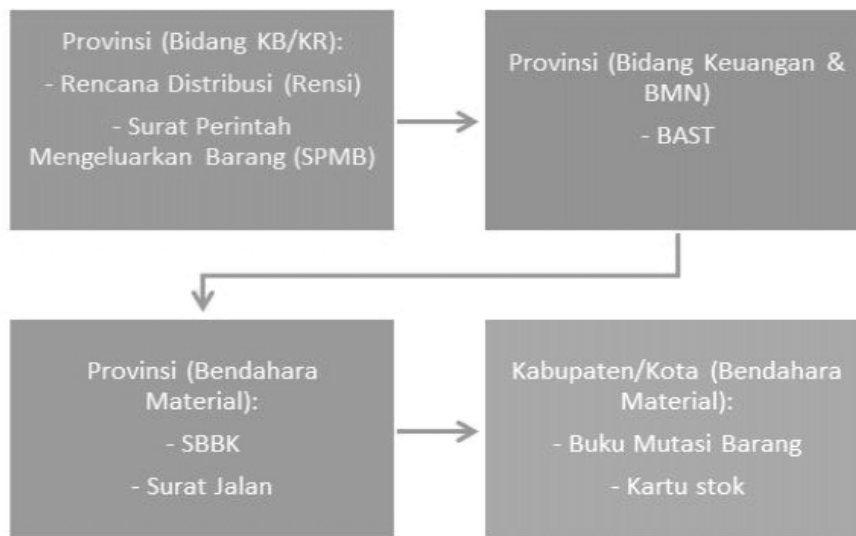 Provinsi (Bidang KB/KR):
- Rencana Distribusi (Rensi)
- Surat Perintah
Mengeluarkan Barang (SPMB)
Provinsi (Bidang Keuangan &
BMN)
- BAST
Provinsi (Bendahara
Material):
- SBBK
- Surat Jalan
Kabupaten/Kota (Bendahara
Material):
- Buku Mutasi Barang
- Kartu stok